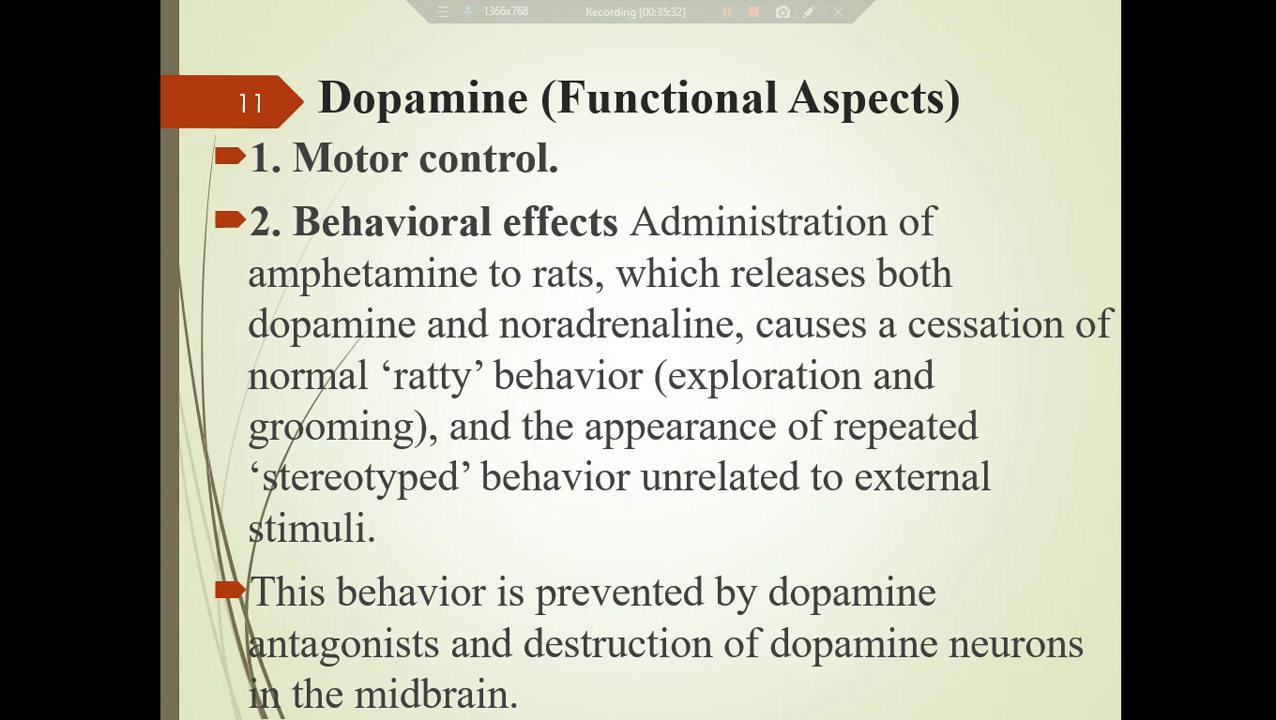 1366x768 Recording [00:35:32]
11 Dopamine (Functional Aspects)
1. Motor control.
2. Behavioral effects Administration of
amphetamine to rats, which releases both
dopamine and noradrenaline, causes a cessation of
normal ‘ratty’ behavior (exploration and
grooming), and the appearance of repeated
‘stereotyped’ behavior unrelated to external
stimuli.
This behavior is prevented by dopamine
antagonists and destruction of dopamine neurons
in the midbrain.